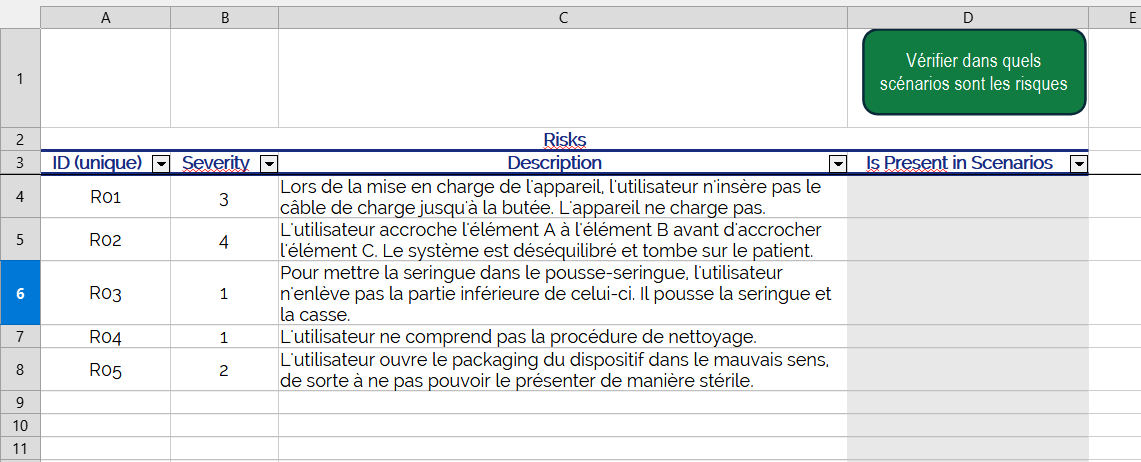 A B C D E
1
Vérifier dans quels
scénarios sont les risques
2 Risks
3 ID (unique) Severity Description Is Present in Scenarios
4 R01 3 Lors de la mise en charge de l'appareil, l'utilisateur n'insère pas le
câble de charge jusqu'à la butée. L'appareil ne charge pas.
5 R02 4 L'utilisateur accroche l'élément A à l'élément B avant d'accrocher
l'élément C. Le système est déséquilibré et tombe sur le patient.
6 R03 1 Pour mettre la seringue dans le pousse-seringue, l'utilisateur
n'enlève pas la partie inférieure de celui-ci. Il pousse la seringue et
la casse.
7 R04 1 L'utilisateur ne comprend pas la procédure de nettoyage.
8 R05 2 L'utilisateur ouvre le packaging du dispositif dans le mauvais sens,
de sorte à ne pas pouvoir le présenter de manière stérile.
9
10
11